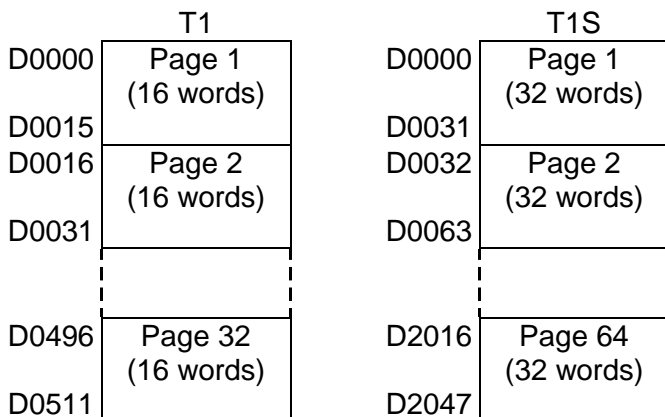 T1
D0000 Page 1
(16 words)
D0015
D0016 Page 2
(16 words)
D0031
D0496 Page 32
(16 words)
D0511
T1S
D0000 Page 1
(32 words)
D0031
D0032 Page 2
(32 words)
D0063
D2016 Page 64
(32 words)
D2047